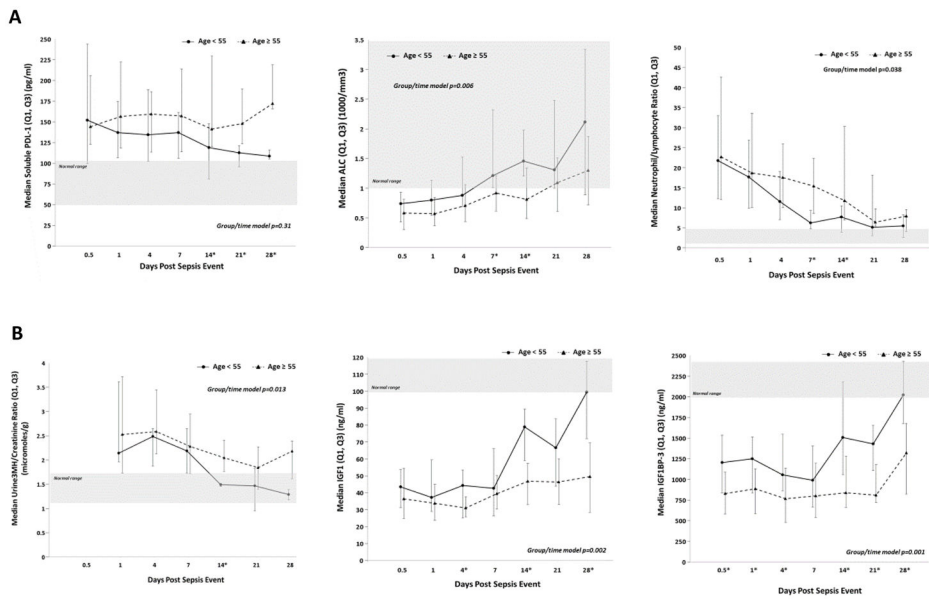 A
Median Soluble PDL-1 (Q1, Q3) (pg/ml)
250
225
200
175
150
125
100
75
50
25
0
Age < 55
Age ≥ 55
Normal range
Group/time model p=0.31
0.5 1 4 7 14* 21* 28*
Days Post Sepsis Event
Median ALC (Q1, Q3) (1000/mm3)
3.5
3
2.5
2
1.5
1
0.5
0
Age < 55
Age ≥ 55
Group/time model p=0.006
Normal range
0.5 1 4 7* 14* 21 28
Days Post Sepsis Event
Median Neutrophil/Lymphocyte Ratio (Q1, Q3)
50
45
40
35
30
25
20
15
10
5
0
Age < 55
Age ≥ 55
Group/time model p=0.038
Normal range
0.5 1 4 7* 14* 21 28
Days Post Sepsis Event
B
Median Urine3MH/Creatinine Ratio (Q1, Q3)
(micromoles/g)
4
3.5
3
2.5
2
1.5
1
0.5
0
Age < 55
Age ≥ 55
Group/time model p=0.013
Normal range
0.5 1 4 7 14* 21 28
Days Post Sepsis Event
Median IGF1 (Q1, Q3) (ng/ml)
120
110
100
90
80
70
60
50
40
30
20
10
0
Age < 55
Age ≥ 55
Normal range
Group/time model p=0.002
0.5 1 4* 7 14* 21* 28*
Days Post Sepsis Event
Median IGF1BP-3 (Q1, Q3) (ng/ml)
2500
2250
2000
1750
1500
1250
1000
750
500
250
0
Age < 55
Age ≥ 55
Normal range
Group/time model p=0.001
0.5* 1* 4 7 14* 21* 28*
Days Post Sepsis Event